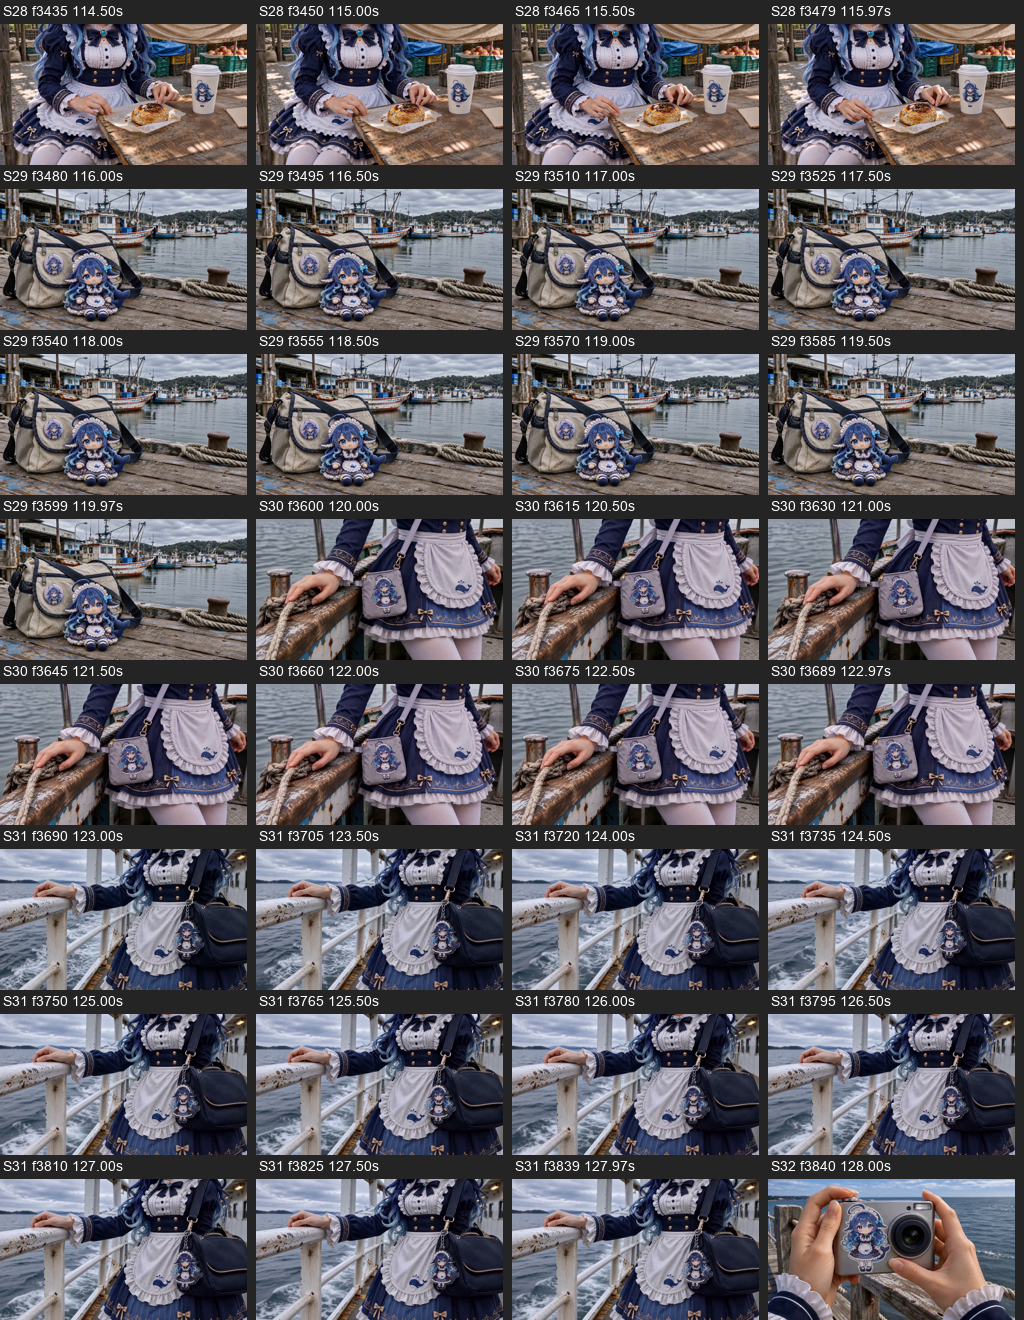 S28 f3435 114.50s
S28 f3450 115.00s
S28 f3465 115.50s
S28 f3479 115.97s
S29 f3480 116.00s
S29 f3495 116.50s
S29 f3510 117.00s
S29 f3525 117.50s
S29 f3540 118.00s
S29 f3555 118.50s
S29 f3570 119.00s
S29 f3585 119.50s
S29 f3599 119.97s
S30 f3600 120.00s
S30 f3615 120.50s
S30 f3630 121.00s
S30 f3645 121.50s
S30 f3660 122.00s
S30 f3675 122.50s
S30 f3689 122.97s
S31 f3690 123.00s
S31 f3705 123.50s
S31 f3720 124.00s
S31 f3735 124.50s
S31 f3750 125.00s
S31 f3765 125.50s
S31 f3780 126.00s
S31 f3795 126.50s
S31 f3810 127.00s
S31 f3825 127.50s
S31 f3839 127.97s
S32 f3840 128.00s